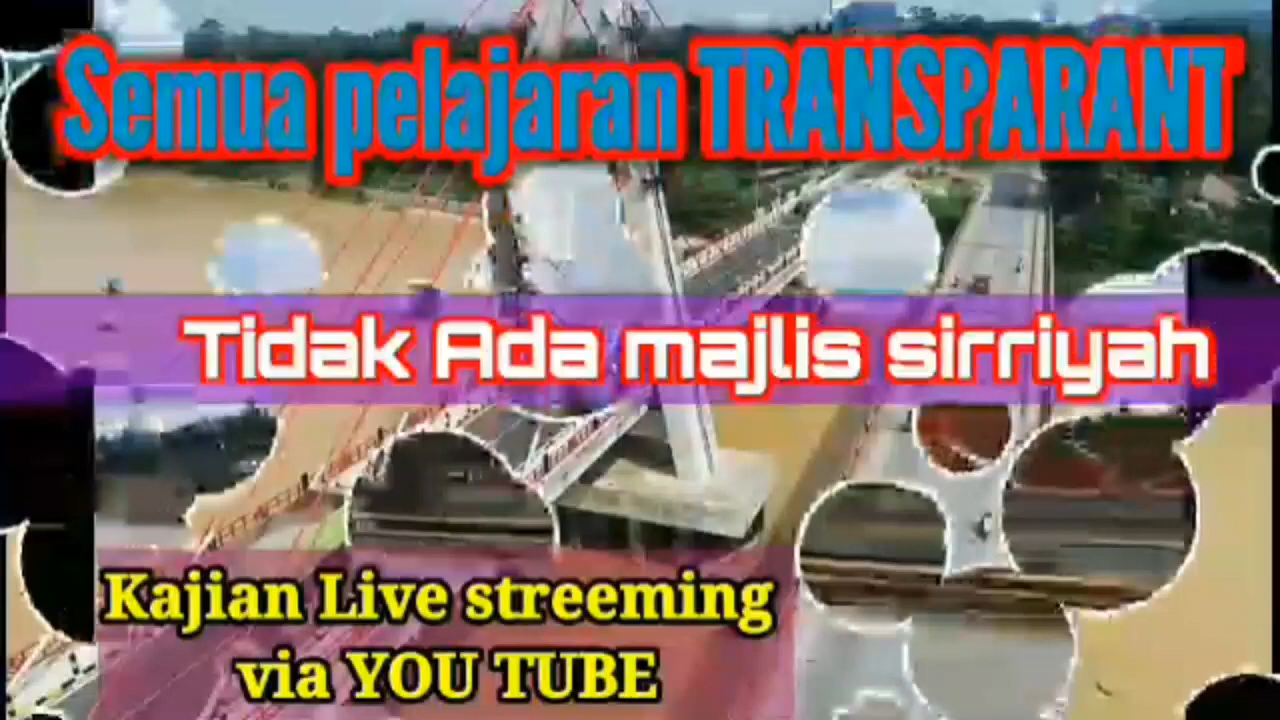 Semua pelajaran TRANSPARANT
Tidak Ada majlis sirriyah
Kajian Live streeming
via YOU TUBE